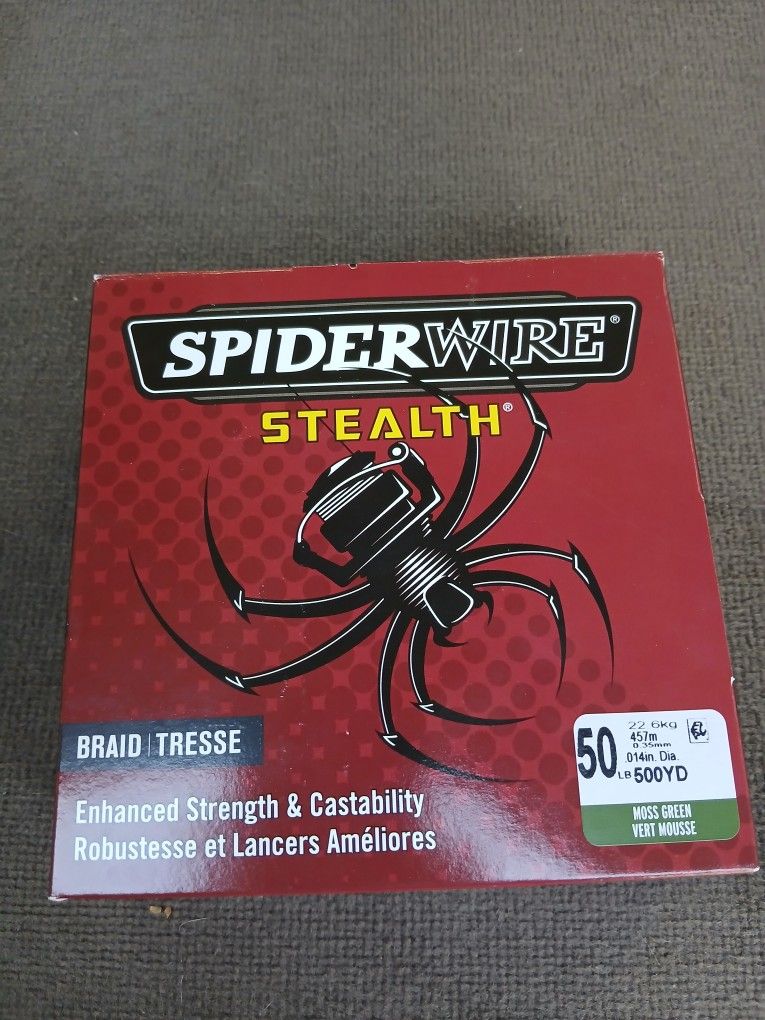 SPIDERWIRE®
STEALTH®
BRAID | TRESSE
Enhanced Strength & Castability
Robustesse et Lancers Améliores
50 LB
22.6kg
457m
0.35mm
.014in. Dia.
500YD
MOSS GREEN
VERT MOUSSE